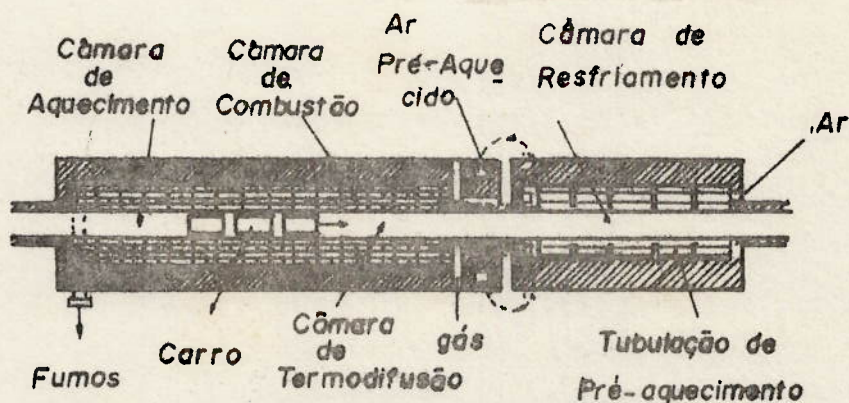 Câmara
de
Aquecimento
Câmara
de
Combustão
Ar
Pré-Aque
cido
Câmara de
Resfriamento
Ar
Fumos
Carro
Câmara
de
Termodifusão
gás
Tubulação de
Pré-aquecimento